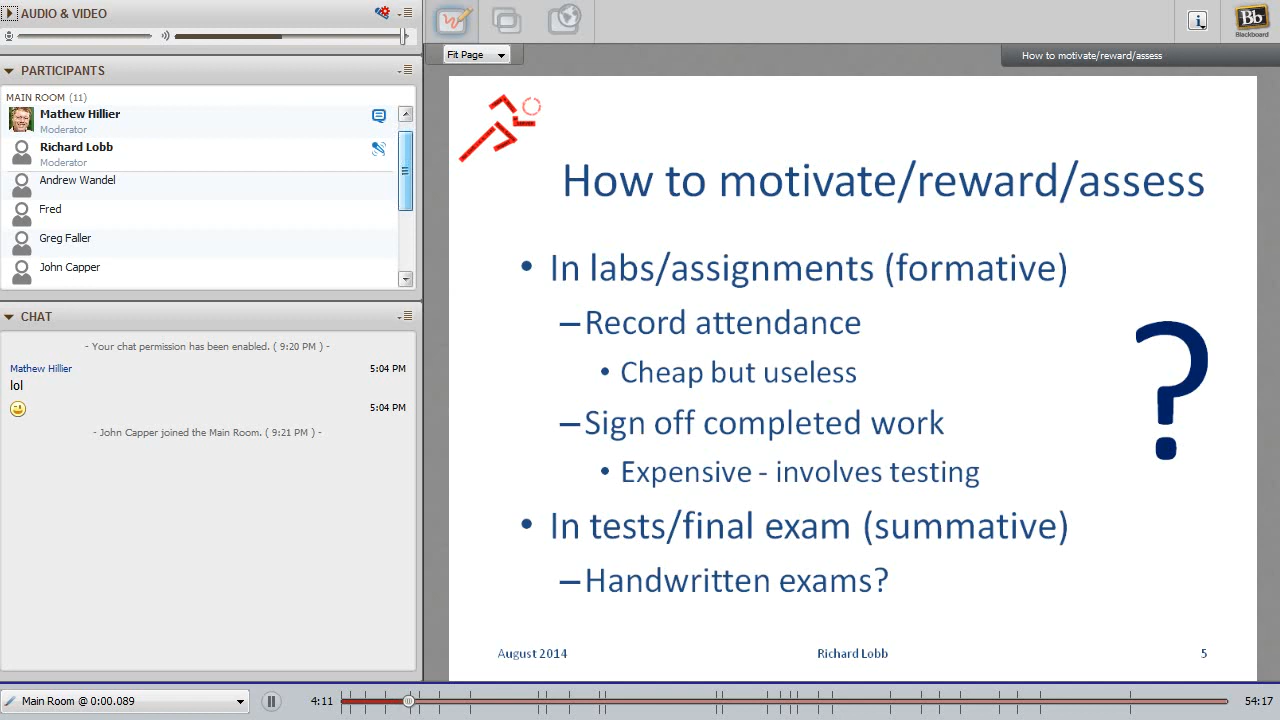 AUDIO & VIDEO
PARTICIPANTS
MAIN ROOM (11)
Mathew Hillier
Moderator
Richard Lobb
Moderator
Andrew Wandel
Fred
Greg Faller
John Capper
CHAT
- Your chat permission has been enabled. ( 9:20 PM ) -
Mathew Hillier 5:04 PM
lol
5:04 PM
- John Capper joined the Main Room. ( 9:21 PM ) -
Main Room @ 0:00.089
Bb
Blackboard
Fit Page
How to motivate/reward/assess
How to motivate/reward/assess
• In labs/assignments (formative)
–Record attendance
• Cheap but useless
–Sign off completed work
• Expensive - involves testing
• In tests/final exam (summative)
–Handwritten exams?
?
August 2014 Richard Lobb 5
4:11 54:17